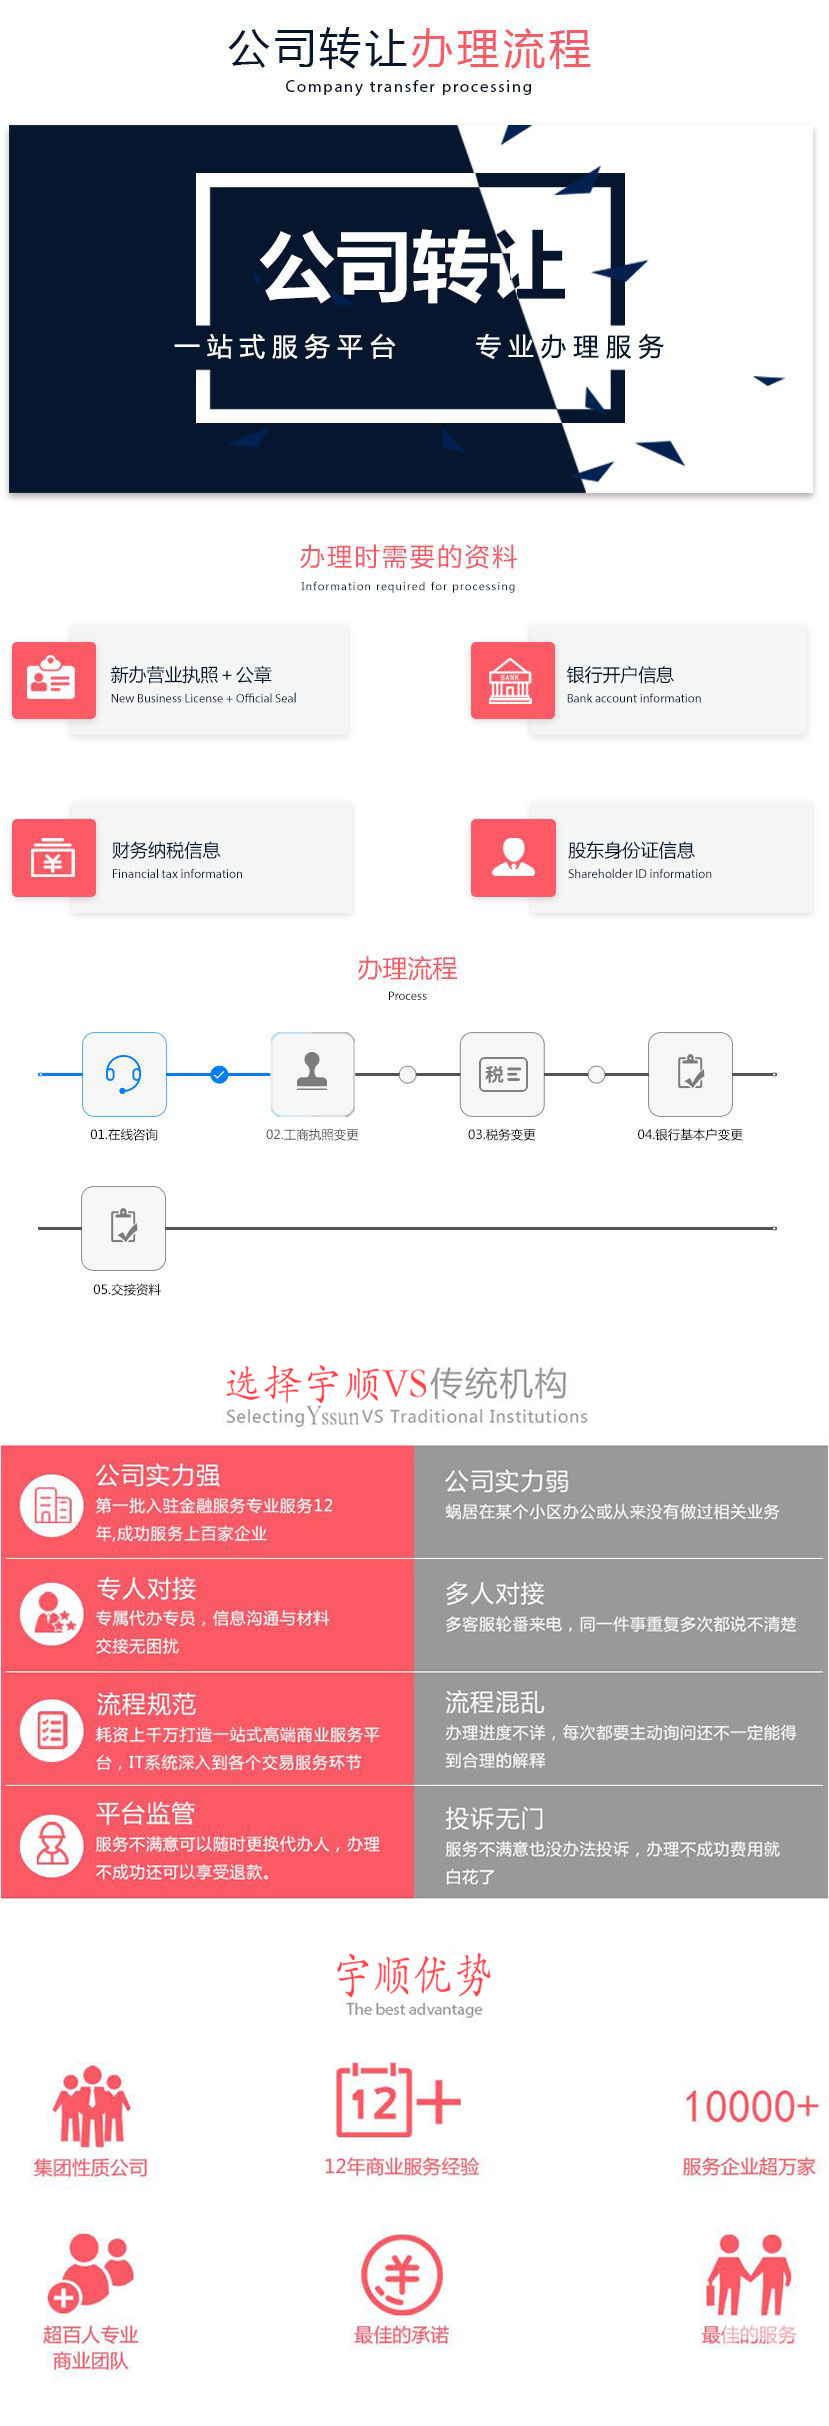 公司转让办理流程
Company transfer processing
公司转让
一站式服务平台 专业办理服务
办理时需要的资料
Information required for processing
新办营业执照+公章
New Business License + Official Seal
BANK
银行开户信息
Bank account information
财务纳税信息
Financial tax information
股东身份证信息
Shareholder ID information
办理流程
Process
税
01.在线咨询
02.工商执照变更
03.税务变更
04.银行基本户变更
05.交接资料
选择宇顺VS传统机构
Selecting Yssun VS Traditional Institutions
公司实力强
第一批入驻金融服务专业服务12
年,成功服务上百家企业
公司实力弱
蜗居在某个小区办公或从来没有做过相关业务
专人对接
专属代办专员，信息沟通与材料
交接无困扰
多人对接
多客服轮番来电，同一件事重复多次都说不清楚
流程规范
耗资上千万打造一站式高端商业服务平
台，IT系统深入到各个交易服务环节
流程混乱
办理进度不详，每次都要主动询问还不一定能得
到合理的解释
平台监管
服务不满意可以随时更换代办人，办理
不成功还可以享受退款。
投诉无门
服务不满意也没办法投诉，办理不成功费用就
白花了
宇顺优势
The best advantage
12+
10000+
集团性质公司
12年商业服务经验
服务企业超万家
超百人专业
商业团队
最佳的承诺
最佳的服务